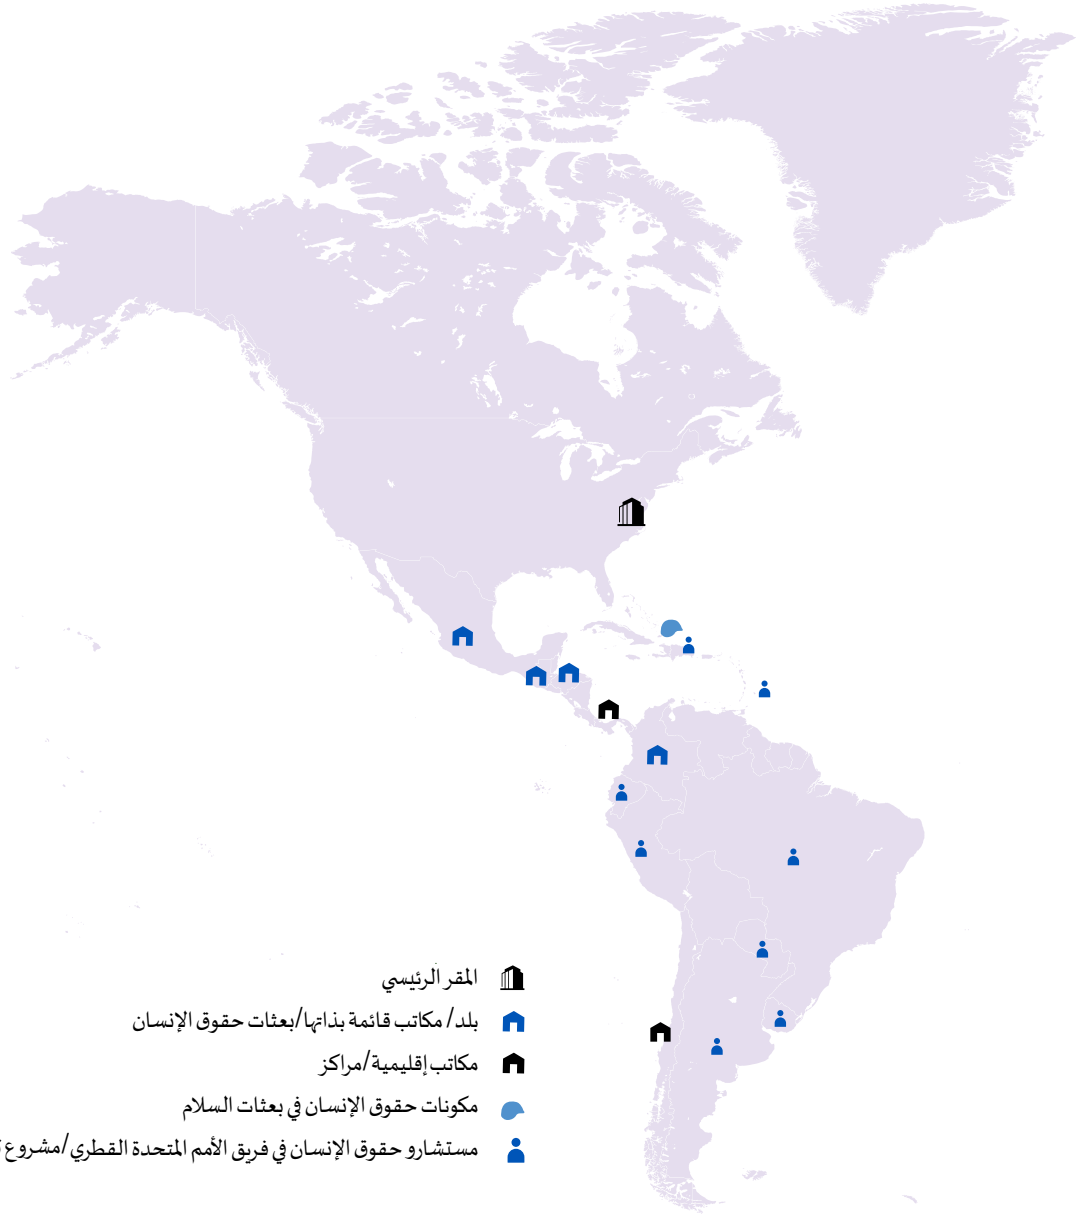 المقر الرئيسي
بلد/ مكاتب قائمة بذاتها/بعثات حقوق الإنسان
مكاتب إقليمية/مراكز
مكونات حقوق الإنسان في بعثات السلام
مستشارو حقوق الإنسان في فريق الأمم المتحدة القطري/مشروع